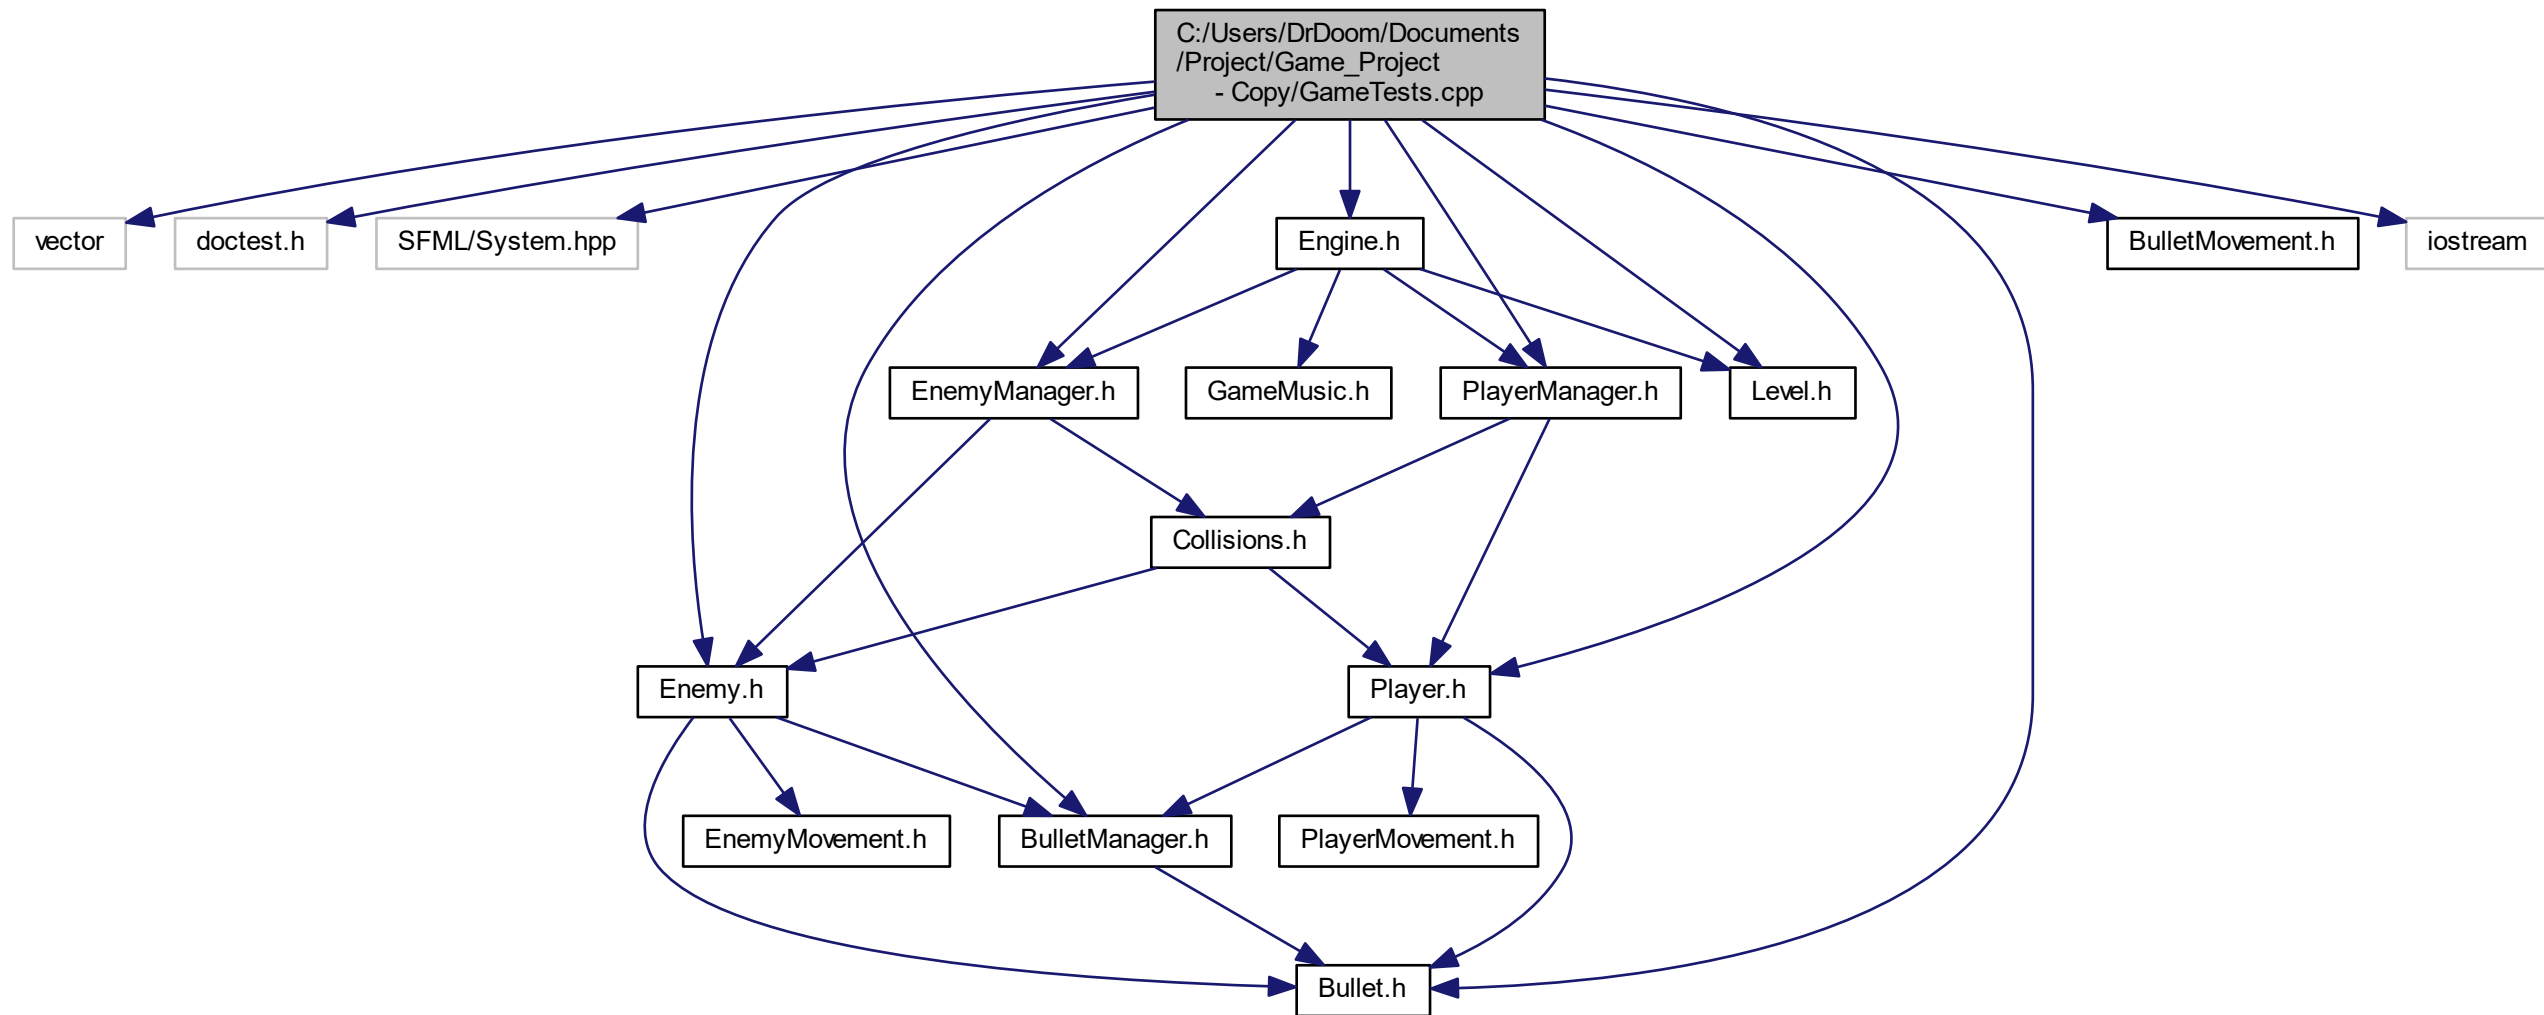 C:/Users/DrDoom/Documents
/Project/Game_Project
- Copy/GameTests.cpp
vector
doctest.h
SFML/System.hpp
Engine.h
BulletMovement.h
iostream
EnemyManager.h
GameMusic.h
PlayerManager.h
Level.h
Collisions.h
Enemy.h
Player.h
EnemyMovement.h
BulletManager.h
PlayerMovement.h
Bullet.h